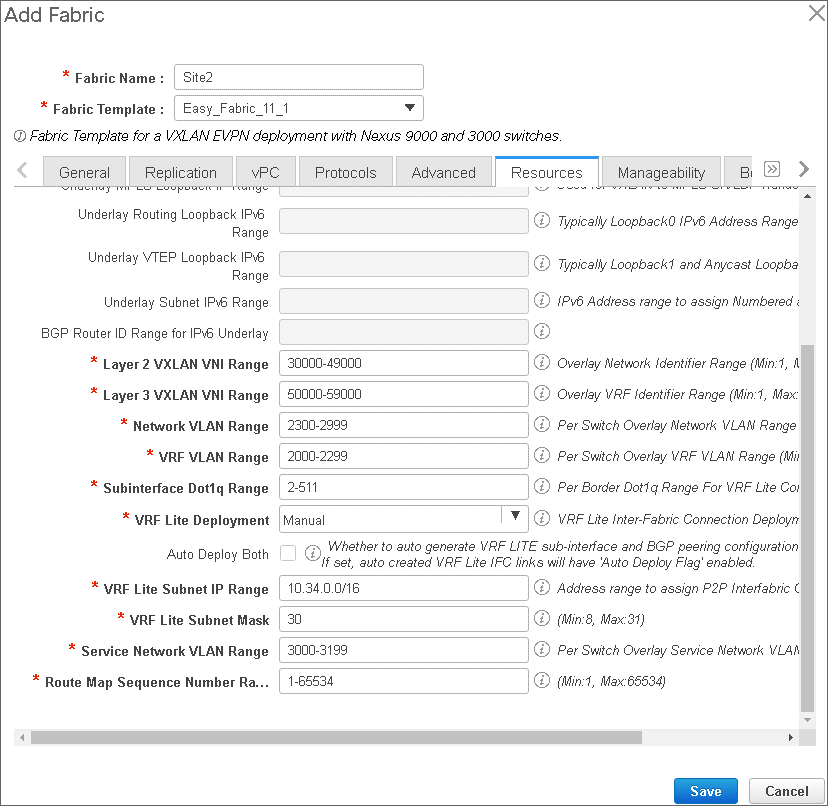 Add Fabric
* Fabric Name : Site2
* Fabric Template : Easy_Fabric_11_1
Fabric Template for a VXLAN EVPN deployment with Nexus 9000 and 3000 switches.
General Replication vPC Protocols Advanced Resources Manageability
Underlay Routing Loopback IPv6 Typically Loopback0 IPv6 Address Range
Range
Underlay VTEP Loopback IPv6 Typically Loopback1 and Anycast
Range
Underlay Subnet IPv6 Range IPv6 Address range to assign Numbered
BGP Router ID Range for IPv6 Underlay
* Layer 2 VXLAN VNI Range 30000-49000 Overlay Network Identifier Range (Min:1,
* Layer 3 VXLAN VNI Range 50000-59000 Overlay VRF Identifier Range (Min:1, Max:
* Network VLAN Range 2300-2999 Per Switch Overlay Network VLAN Range
* VRF VLAN Range 2000-2299 Per Switch Overlay VRF VLAN Range
* Subinterface Dot1q Range 2-511 Per Border Dot1q Range For VRF Lite
* VRF Lite Deployment Manual VRF Lite Inter-Fabric Connection
Auto Deploy Both Whether to auto generate VRF LITE sub-interface and BGP peering configuration
If set, auto created VRF Lite IFC links will have 'Auto Deploy Flag' enabled.
* VRF Lite Subnet IP Range 10.34.0.0/16 Address range to assign P2P Interfabric
* VRF Lite Subnet Mask 30 (Min:8, Max:31)
* Service Network VLAN Range 3000-3199 Per Switch Overlay Service Network VLAN
* Route Map Sequence Number Ra... 1-65534 (Min:1, Max:65534)
Save Cancel